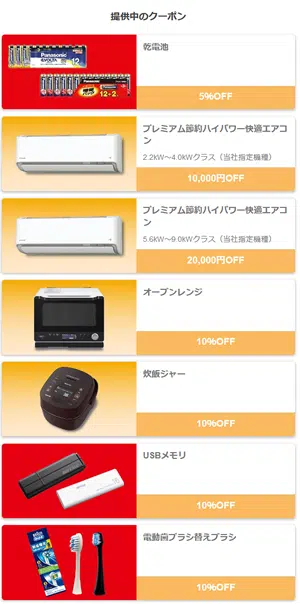 提供中のクーポン
Panasonic
EVOLTA
12
12+2
乾電池
5%OFF
プレミアム節約ハイパワー快適エアコ
ン
2.2kW～4.0kWクラス（当社指定機種）
10,000円OFF
プレミアム節約ハイパワー快適エアコ
ン
5.6kW～9.0kWクラス（当社指定機種）
20,000円OFF
オーブンレンジ
10%OFF
炊飯ジャー
10%OFF
USBメモリ
10%OFF
電動歯ブラシ替えブラシ
10%OFF